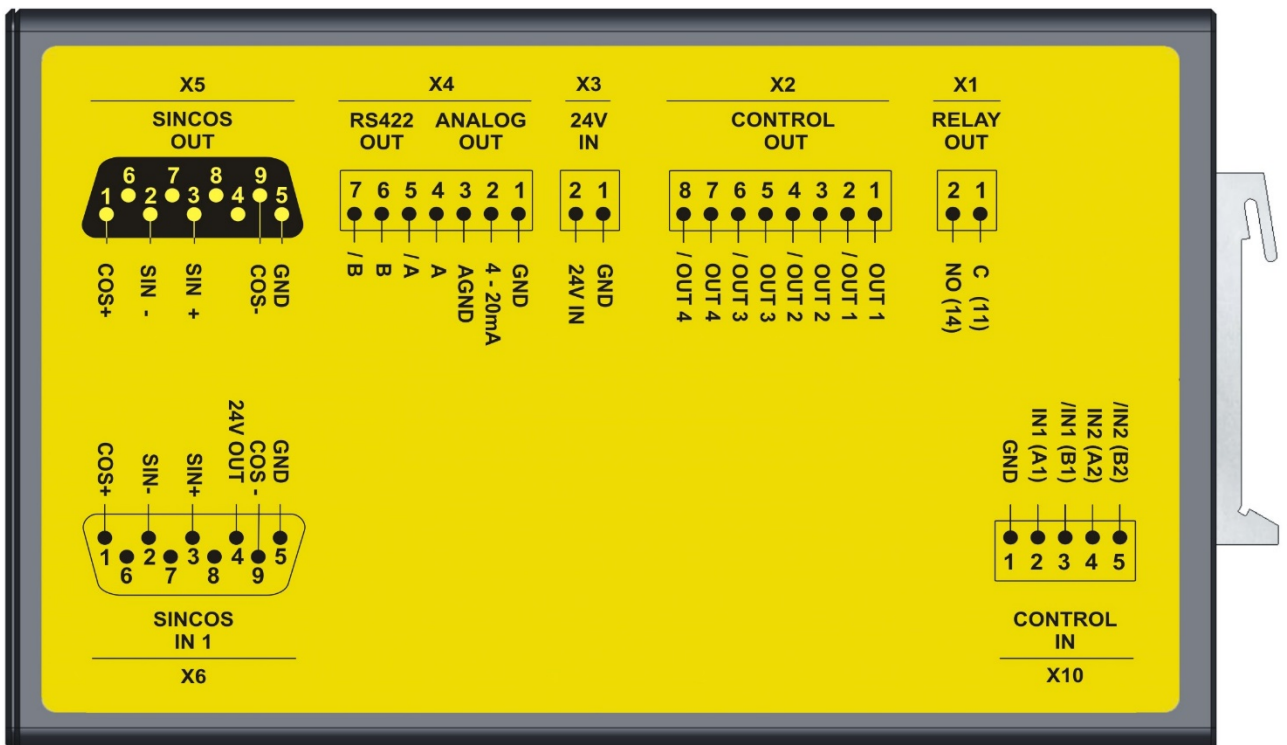 X5
SINCOS
OUT
6 7 8 9
1 2 3 4 5
COS+
SIN -
SIN +
COS-
GND
X4
RS422 ANALOG
OUT OUT
7 6 5 4 3 2 1
/ B
B
/ A
A
AGND
4 - 20mA
GND
X3
24V
IN
2 1
24V IN
GND
X2
CONTROL
OUT
8 7 6 5 4 3 2 1
/ OUT 4
OUT 4
/ OUT 3
OUT 3
/ OUT 2
OUT 2
/ OUT 1
OUT 1
X1
RELAY
OUT
2 1
NO (14)
C (11)
COS+
SIN-
SIN+
24V OUT
COS -
GND
1 2 3 4 5
6 7 8 9
SINCOS
IN 1
X6
GND
IN1 (A1)
/IN1 (B1)
IN2 (A2)
/IN2 (B2)
1 2 3 4 5
CONTROL
IN
X10